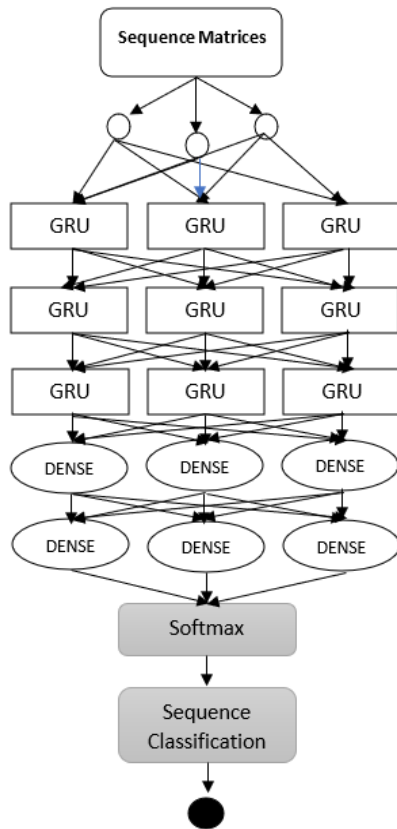 Sequence Matrices
GRU GRU GRU
GRU GRU GRU
GRU GRU GRU
DENSE DENSE DENSE
DENSE DENSE DENSE
Softmax
Sequence
Classification